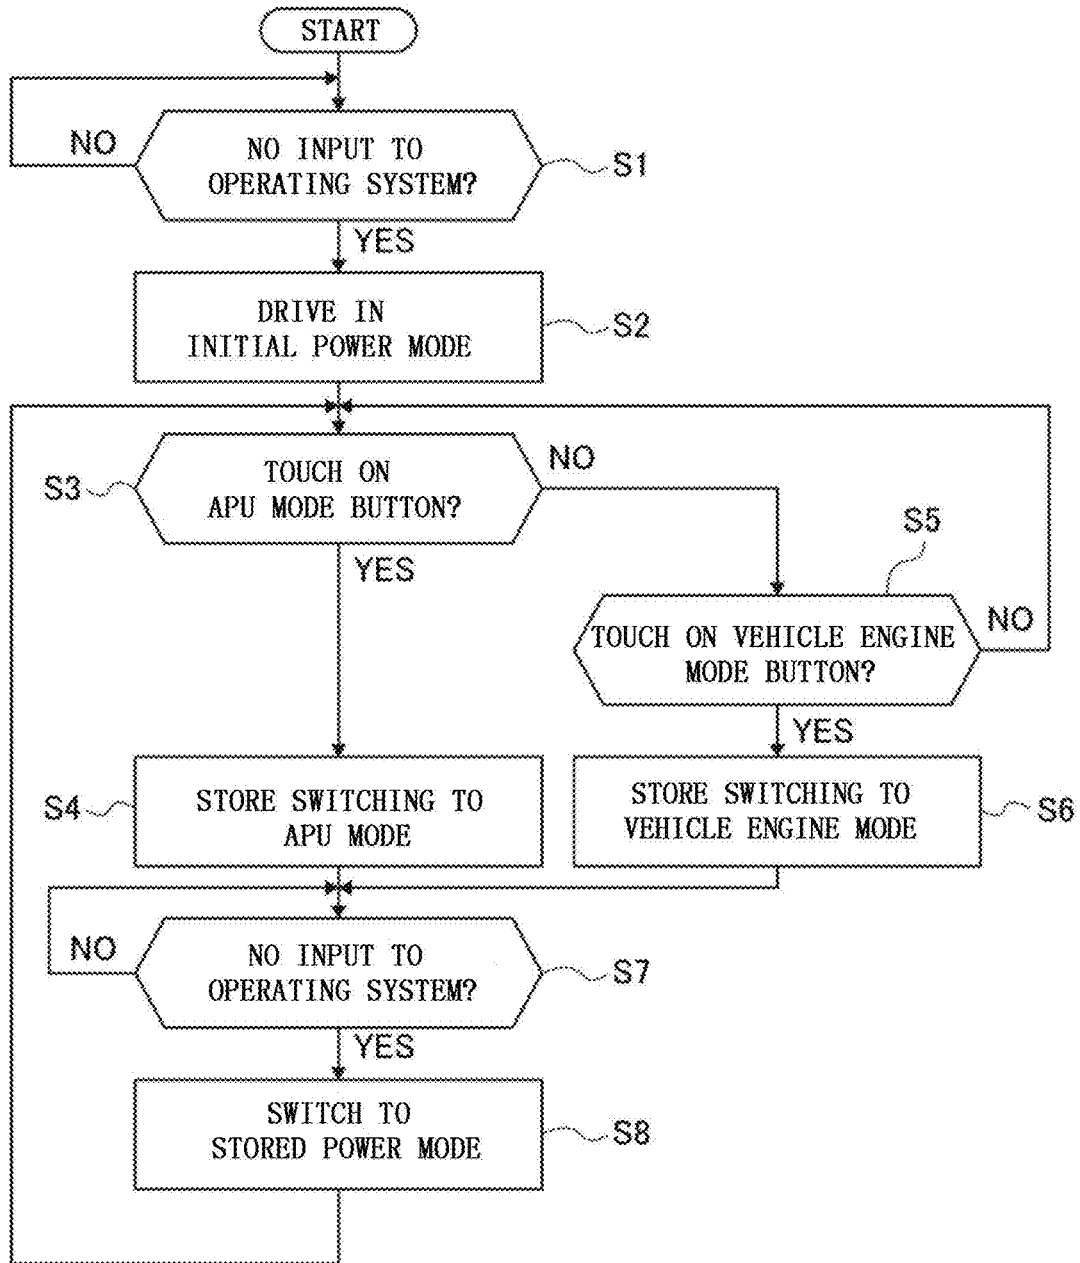 START
NO
NO INPUT TO
OPERATING SYSTEM?
S1
YES
DRIVE IN
INITIAL POWER MODE
S2
S3
TOUCH ON
APU MODE BUTTON?
NO
YES
S5
TOUCH ON VEHICLE ENGINE
MODE BUTTON?
NO
YES
S4
STORE SWITCHING TO
APU MODE
STORE SWITCHING TO
VEHICLE ENGINE MODE
S6
NO
NO INPUT TO
OPERATING SYSTEM?
S7
YES
SWITCH TO
STORED POWER MODE
S8